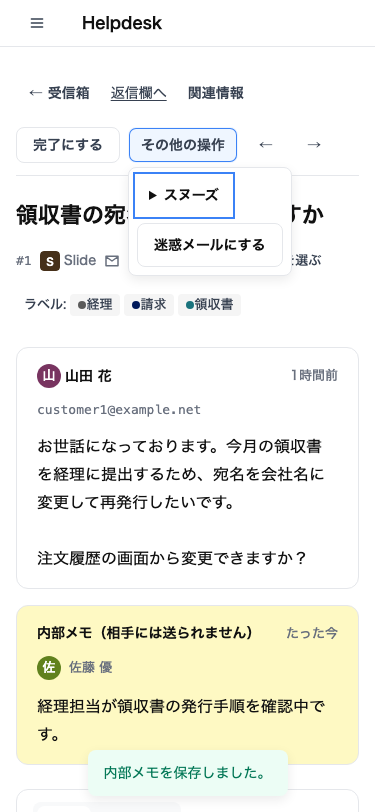 Helpdesk
← 受信箱 返信欄へ 関連情報
完了にする その他の操作 ← →
▶ スヌーズ
迷惑メールにする
領収書の宛 すか
#1 S Slide を選ぶ
ラベル: 経理 請求 領収書
山 山田 花 1時間前
customer1@example.net
お世話になっております。今月の領収書
を経理に提出するため、宛名を会社名に
変更して再発行したいです。
注文履歴の画面から変更できますか？
内部メモ（相手には送られません） たった今
佐 佐藤 優
経理担当が領収書の発行手順を確認中で
す。
内部メモを保存しました。